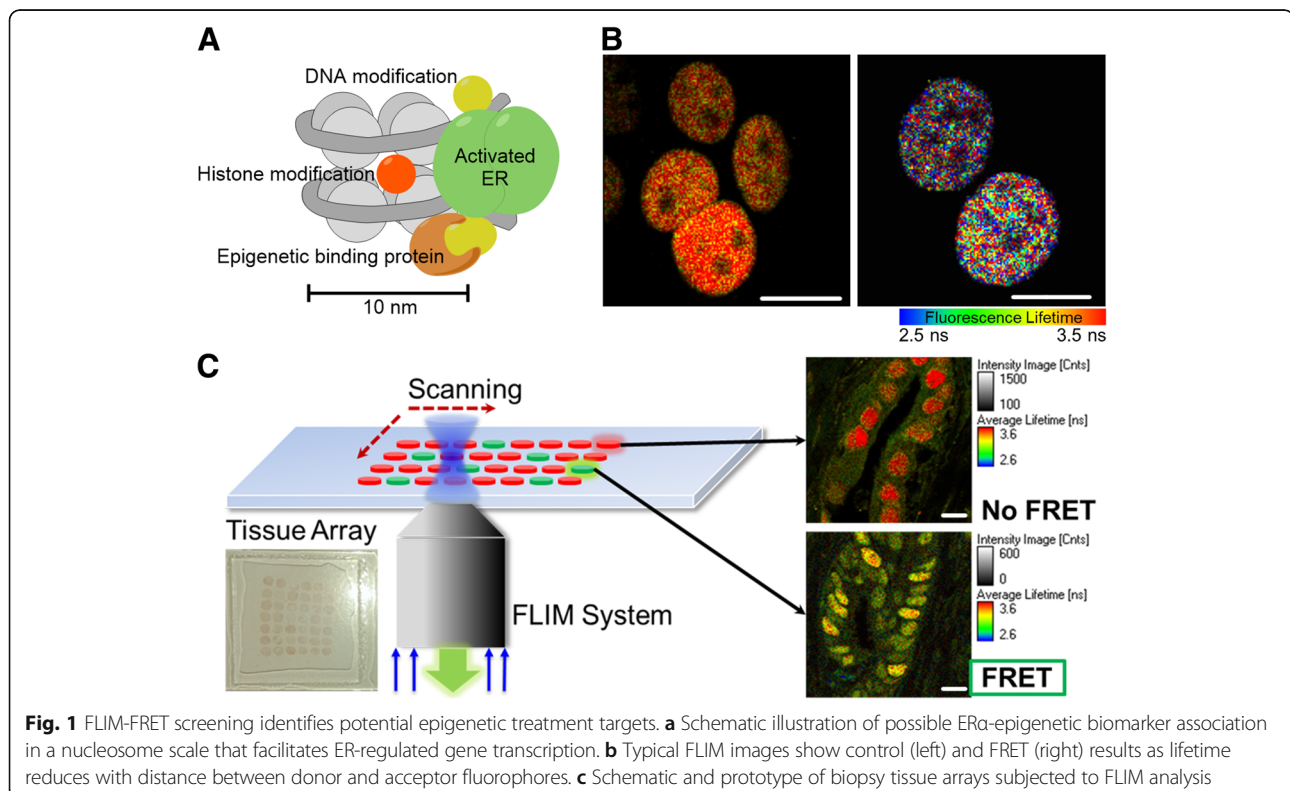 A
DNA modification
Histone modification
Activated
ER
Epigenetic binding protein
10 nm
B
Fluorescence Lifetime
2.5 ns
3.5 ns
C
Scanning
Tissue Array
FLIM System
Intensity Image [Cnts]
1500
100
Average Lifetime [ns]
3.6
2.6
No FRET
Intensity Image [Cnts]
600
0
Average Lifetime [ns]
3.6
2.6
FRET
Fig. 1 FLIM-FRET screening identifies potential epigenetic treatment targets. a Schematic illustration of possible ERα-epigenetic biomarker association
in a nucleosome scale that facilitates ER-regulated gene transcription. b Typical FLIM images show control (left) and FRET (right) results as lifetime
reduces with distance between donor and acceptor fluorophores. c Schematic and prototype of biopsy tissue arrays subjected to FLIM analysis